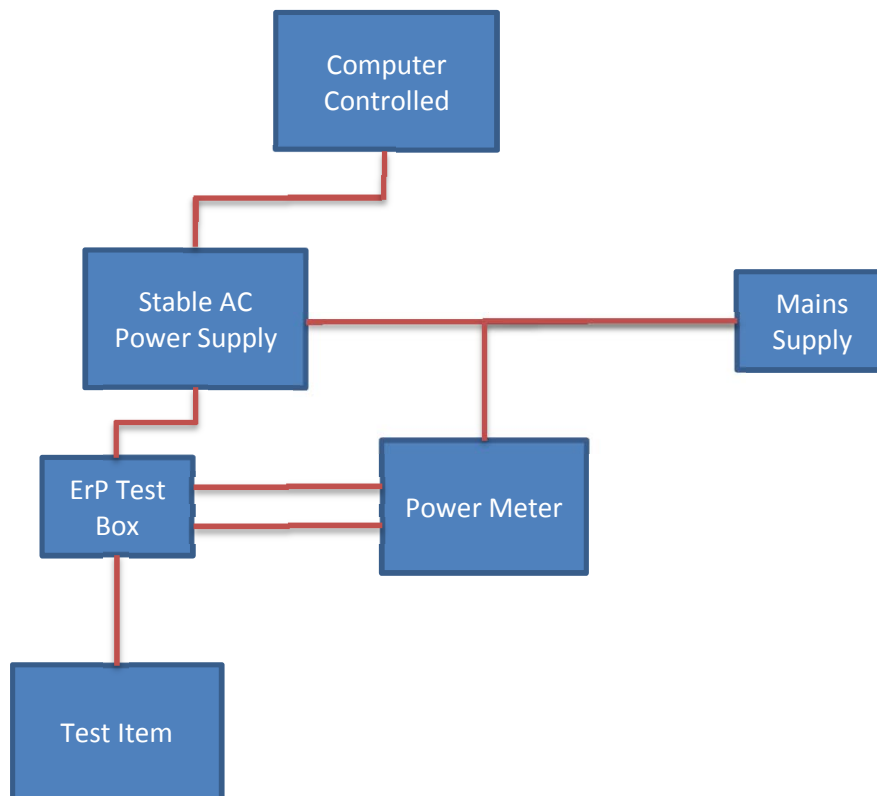 Computer
Controlled
Stable AC
Power Supply
Mains
Supply
ErP Test
Box
Power Meter
Test Item